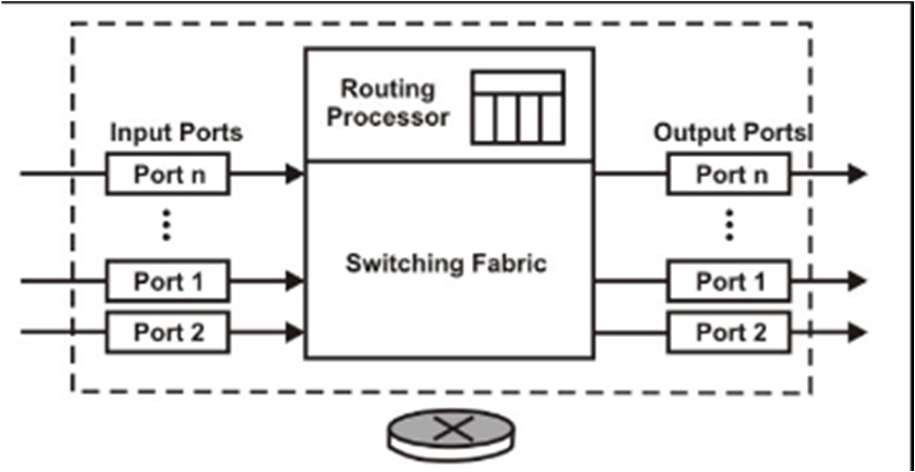 Routing
Processor
Input Ports
Output Ports
Port n
Port n
Switching Fabric
Port 1
Port 1
Port 2
Port 2